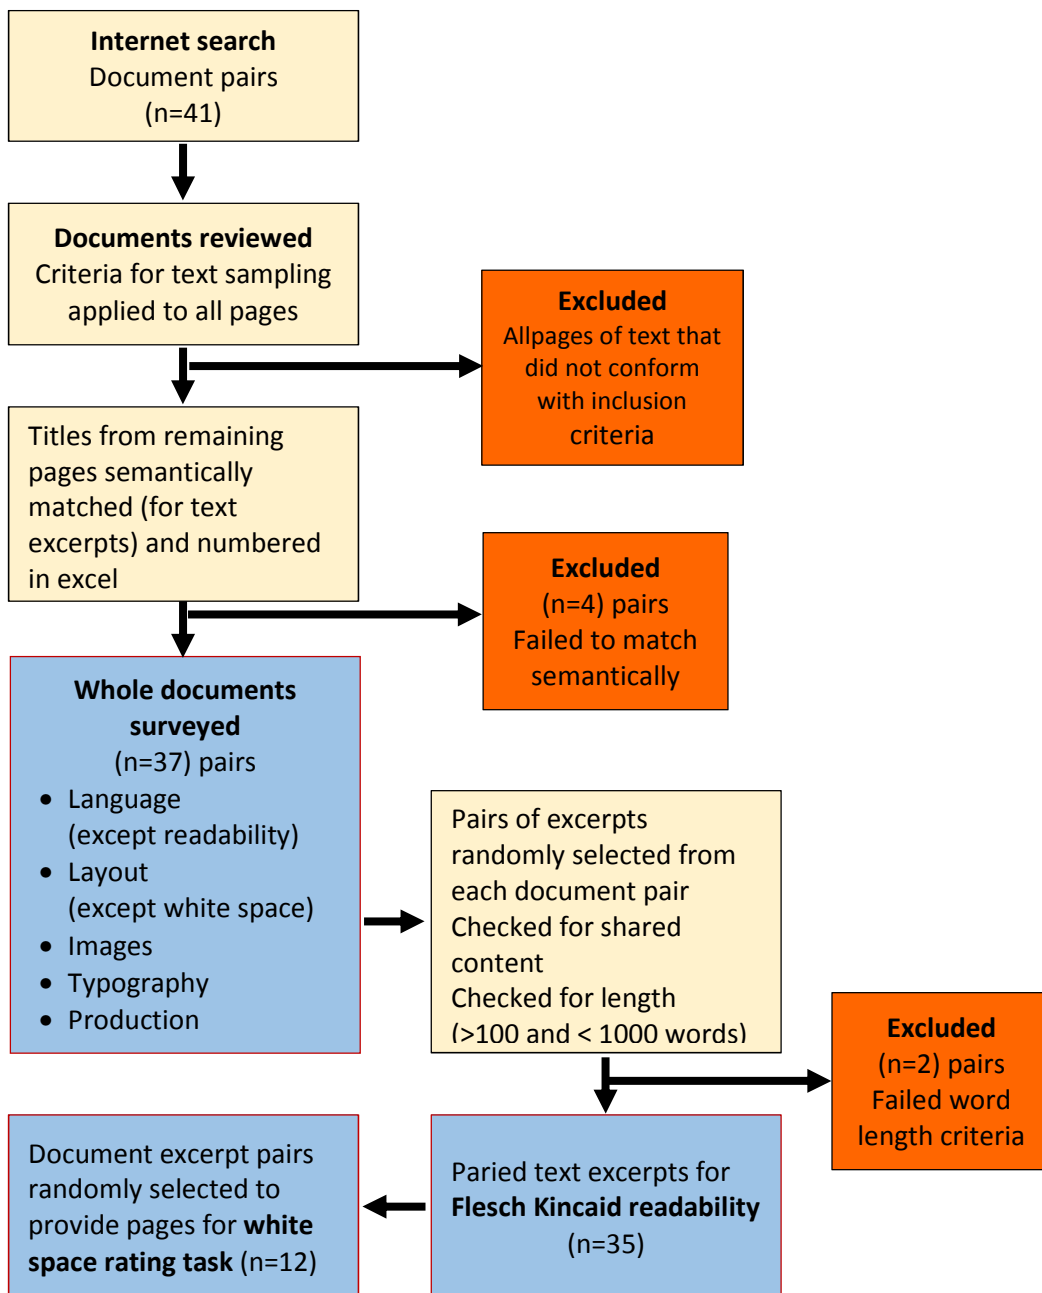 Internet search
Document pairs
(n=41)
Documents reviewed
Criteria for text sampling
applied to all pages
Excluded
Allpages of text that
did not conform
with inclusion
criteria
Titles from remaining
pages semantically
matched (for text
excerpts) and numbered
in excel
Excluded
(n=4) pairs
Failed to match
semantically
Whole documents
surveyed
(n=37) pairs
• Language
(except readability)
• Layout
(except white space)
• Images
• Typography
• Production
Pairs of excerpts
randomly selected from
each document pair
Checked for shared
content
Checked for length
(>100 and < 1000 words)
Excluded
(n=2) pairs
Failed word
length criteria
Paried text excerpts for
Flesch Kincaid readability
(n=35)
Document excerpt pairs
randomly selected to
provide pages for white
space rating task (n=12)